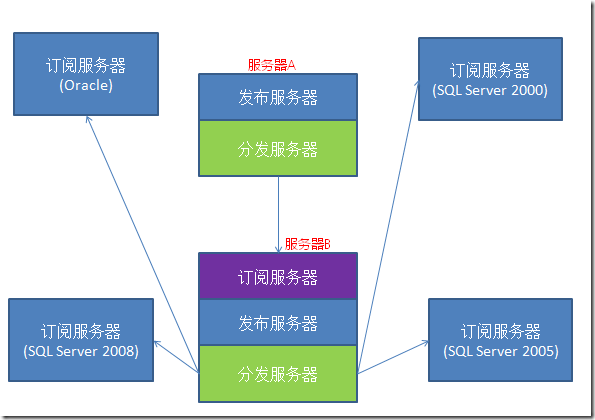 订阅服务器
(Oracle)
服务器A
发布服务器
分发服务器
订阅服务器
(SQL Server 2000)
服务器B
订阅服务器
发布服务器
分发服务器
订阅服务器
(SQL Server 2008)
订阅服务器
(SQL Server 2005)